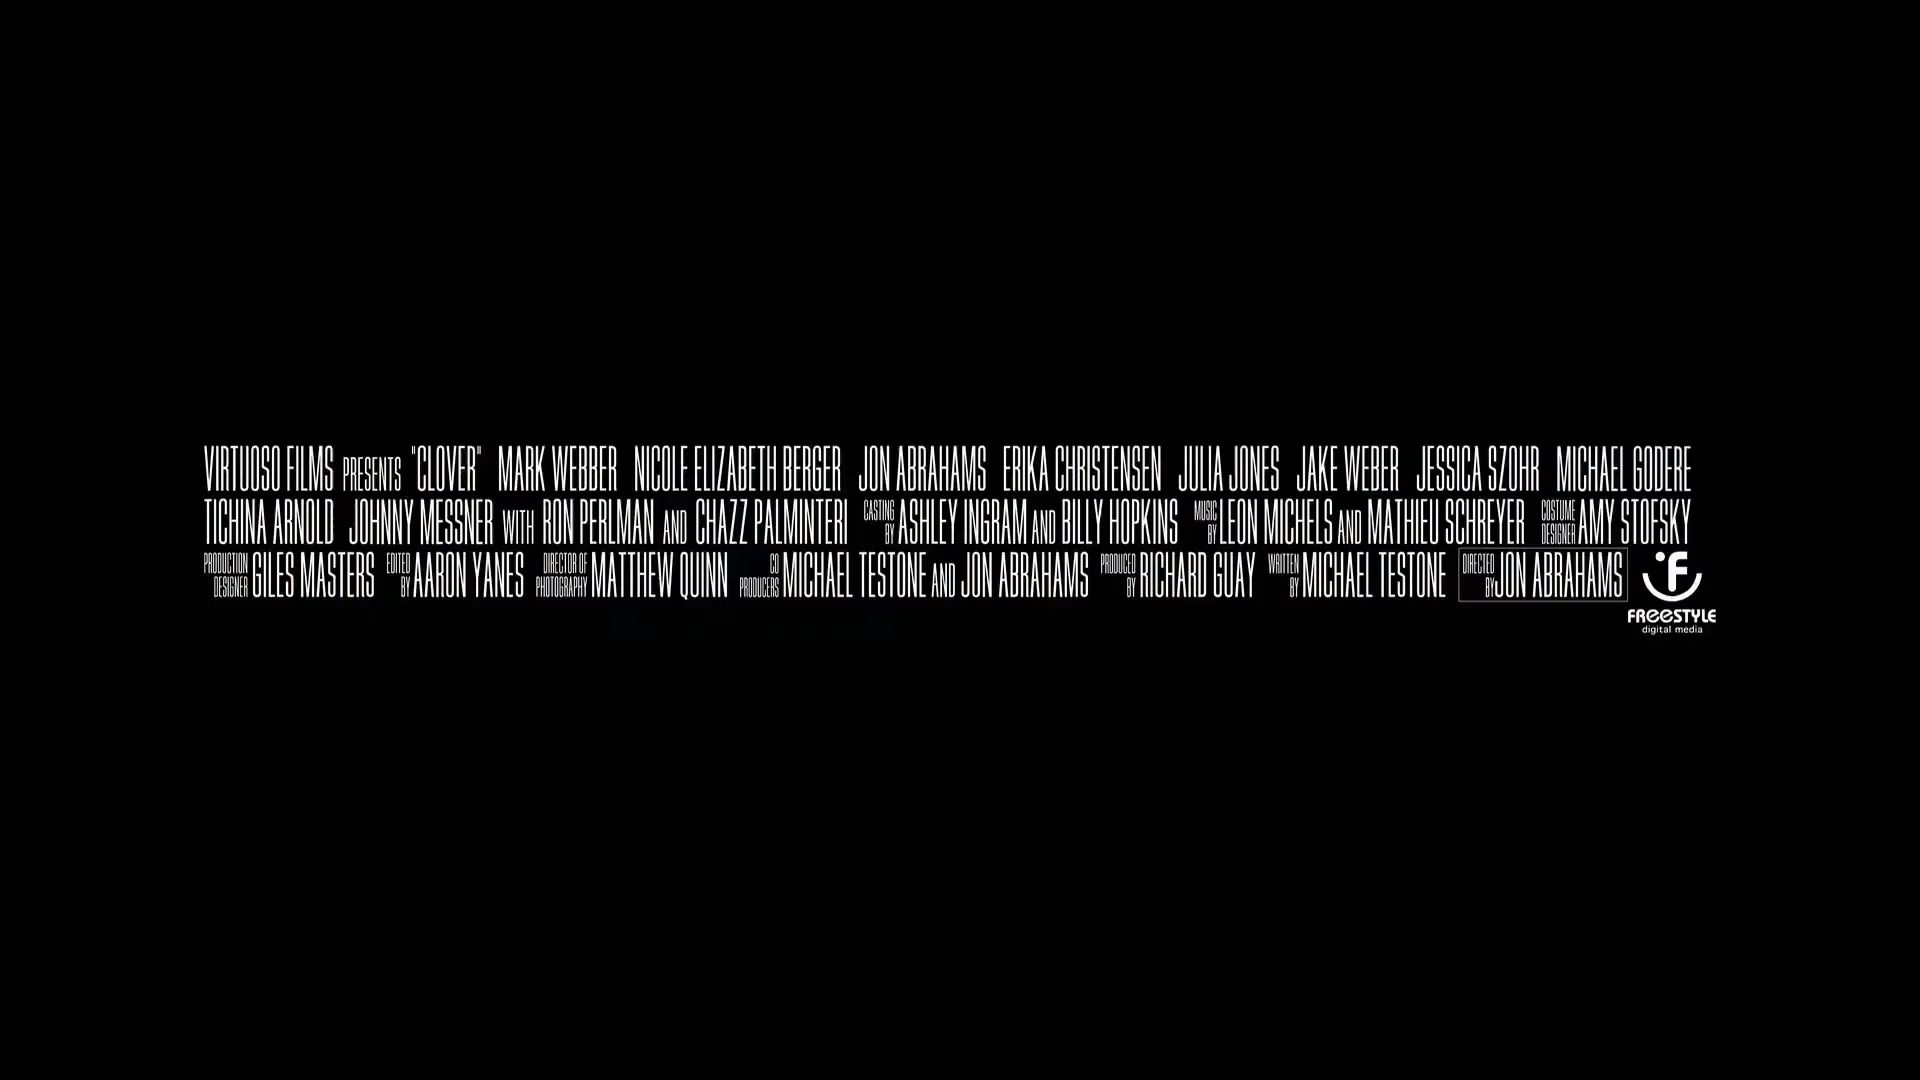 VIRTUOSO FILMS PRESENTS "CLOVER" MARK WEBBER NICOLE ELIZABETH BERGER JON ABRAHAMS ERIKA CHRISTENSEN JULIA JONES JAKE WEBER JESSICA SZOHR MICHAEL GODERE
TICHINA ARNOLD JOHNNY MESSNER WITH RON PERLMAN AND CHAZZ PALMINTERI CASTING BY ASHLEY INGRAM AND BILLY HOPKINS MUSIC BY LEON MICHELS AND MATHIEU SCHREYER COSTUME DESIGNER AMY STOFSKY
PRODUCTION DESIGNER GILES MASTERS EDITED BY AARON YANES DIRECTOR OF PHOTOGRAPHY MATTHEW QUINN CO PRODUCERS MICHAEL TESTONE AND JON ABRAHAMS PRODUCED BY RICHARD GUAY WRITTEN BY MICHAEL TESTONE DIRECTED BY JON ABRAHAMS
F
FREESTYLE
digital media